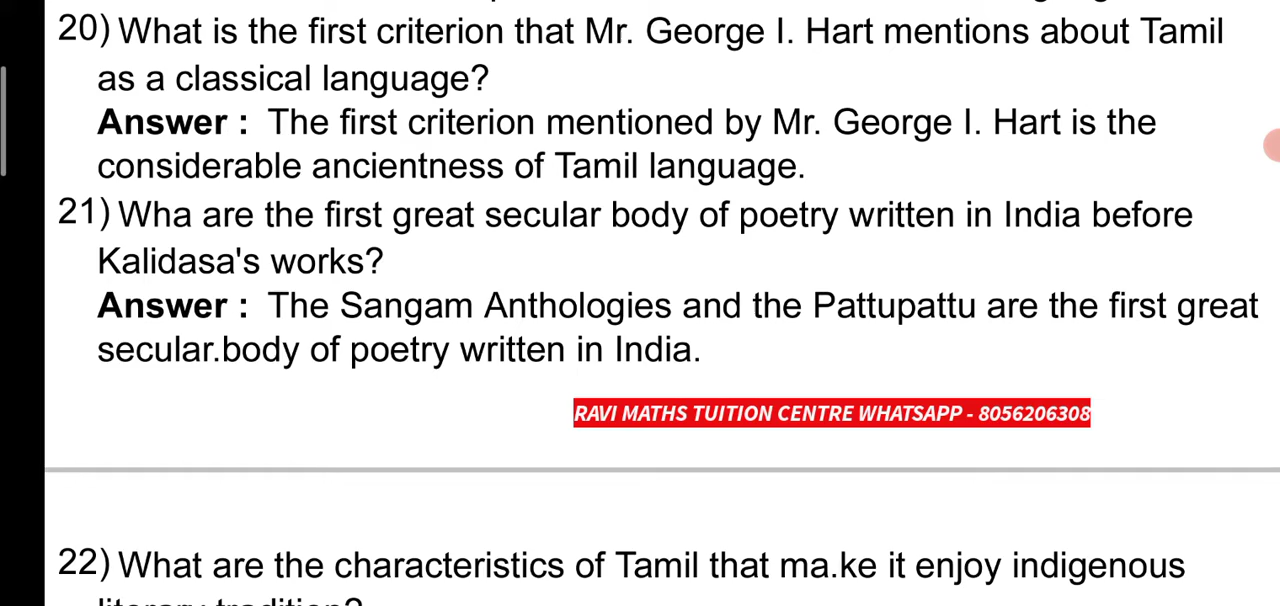 20) What is the first criterion that Mr. George I. Hart mentions about Tamil
as a classical language?
Answer : The first criterion mentioned by Mr. George I. Hart is the
considerable ancientness of Tamil language.
21) Wha are the first great secular body of poetry written in India before
Kalidasa's works?
Answer : The Sangam Anthologies and the Pattupattu are the first great
secular.body of poetry written in India.
RAVI MATHS TUITION CENTRE WHATSAPP - 8056206308
22) What are the characteristics of Tamil that ma.ke it enjoy indigenous
literary tradition?